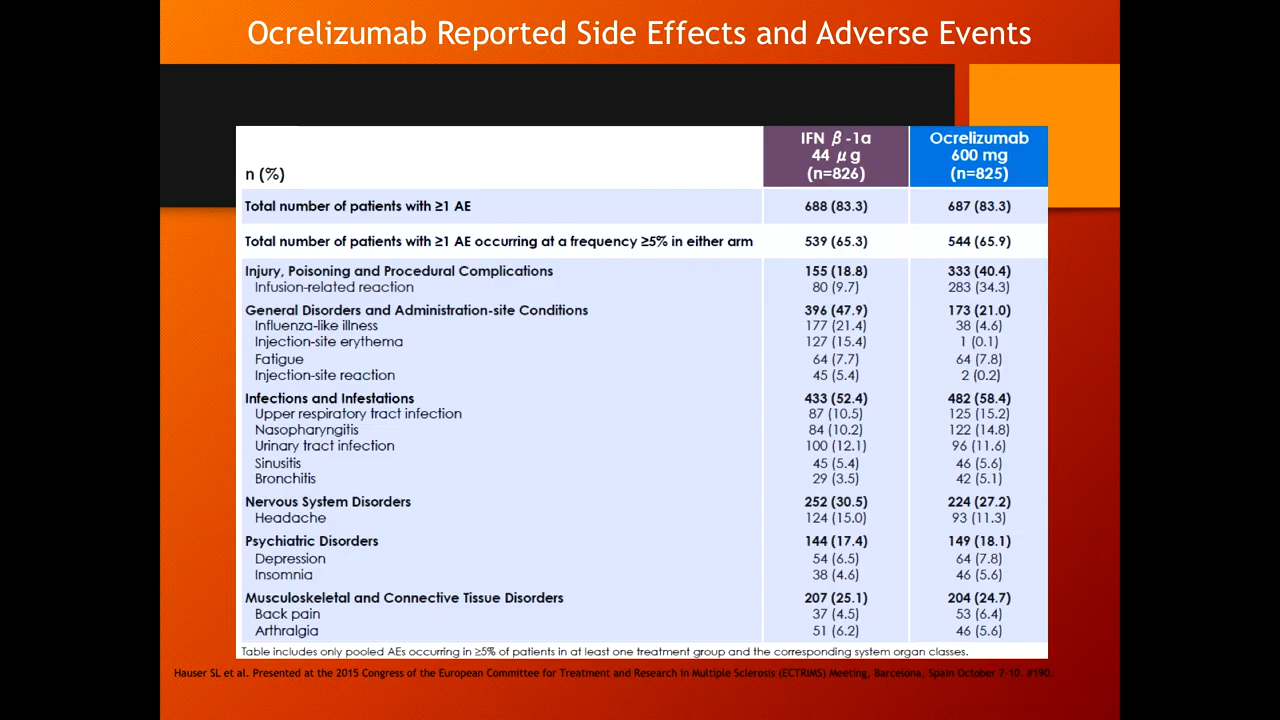 Ocrelizumab Reported Side Effects and Adverse Events
n (%) IFN β-1a 44 μg (n=826) Ocrelizumab 600 mg (n=825)
Total number of patients with ≥1 AE 688 (83.3) 687 (83.3)
Total number of patients with ≥1 AE occurring at a frequency ≥5% in either arm 539 (65.3) 544 (65.9)
Injury, Poisoning and Procedural Complications 155 (18.8) 333 (40.4)
Infusion-related reaction 80 (9.7) 283 (34.3)
General Disorders and Administration-site Conditions 396 (47.9) 173 (21.0)
Influenza-like illness 177 (21.4) 38 (4.6)
Injection-site erythema 127 (15.4) 1 (0.1)
Fatigue 64 (7.7) 64 (7.8)
Injection-site reaction 45 (5.4) 2 (0.2)
Infections and Infestations 433 (52.4) 482 (58.4)
Upper respiratory tract infection 87 (10.5) 125 (15.2)
Nasopharyngitis 84 (10.2) 122 (14.8)
Urinary tract infection 100 (12.1) 96 (11.6)
Sinusitis 45 (5.4) 46 (5.6)
Bronchitis 29 (3.5) 42 (5.1)
Nervous System Disorders 252 (30.5) 224 (27.2)
Headache 124 (15.0) 93 (11.3)
Psychiatric Disorders 144 (17.4) 149 (18.1)
Depression 54 (6.5) 64 (7.8)
Insomnia 38 (4.6) 46 (5.6)
Musculoskeletal and Connective Tissue Disorders 207 (25.1) 204 (24.7)
Back pain 37 (4.5) 53 (6.4)
Arthralgia 51 (6.2) 46 (5.6)
Table includes only pooled AEs occurring in ≥5% of patients in at least one treatment group and the corresponding system organ classes.
Hauser SL et al. Presented at the 2015 Congress of the European Committee for Treatment and Research in Multiple Sclerosis (ECTRIMS) Meeting, Barcelona, Spain October 7-10. #190.